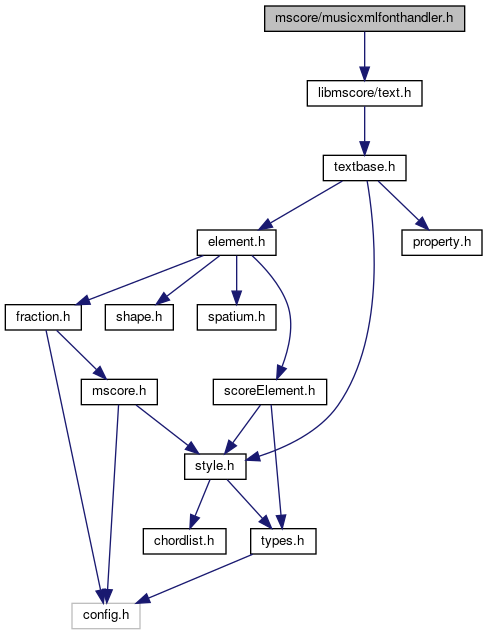 mscore/musicxmlfonthandler.h
libmscore/text.h
textbase.h
element.h
property.h
fraction.h
shape.h
spatium.h
mscore.h
scoreElement.h
style.h
chordlist.h
types.h
config.h